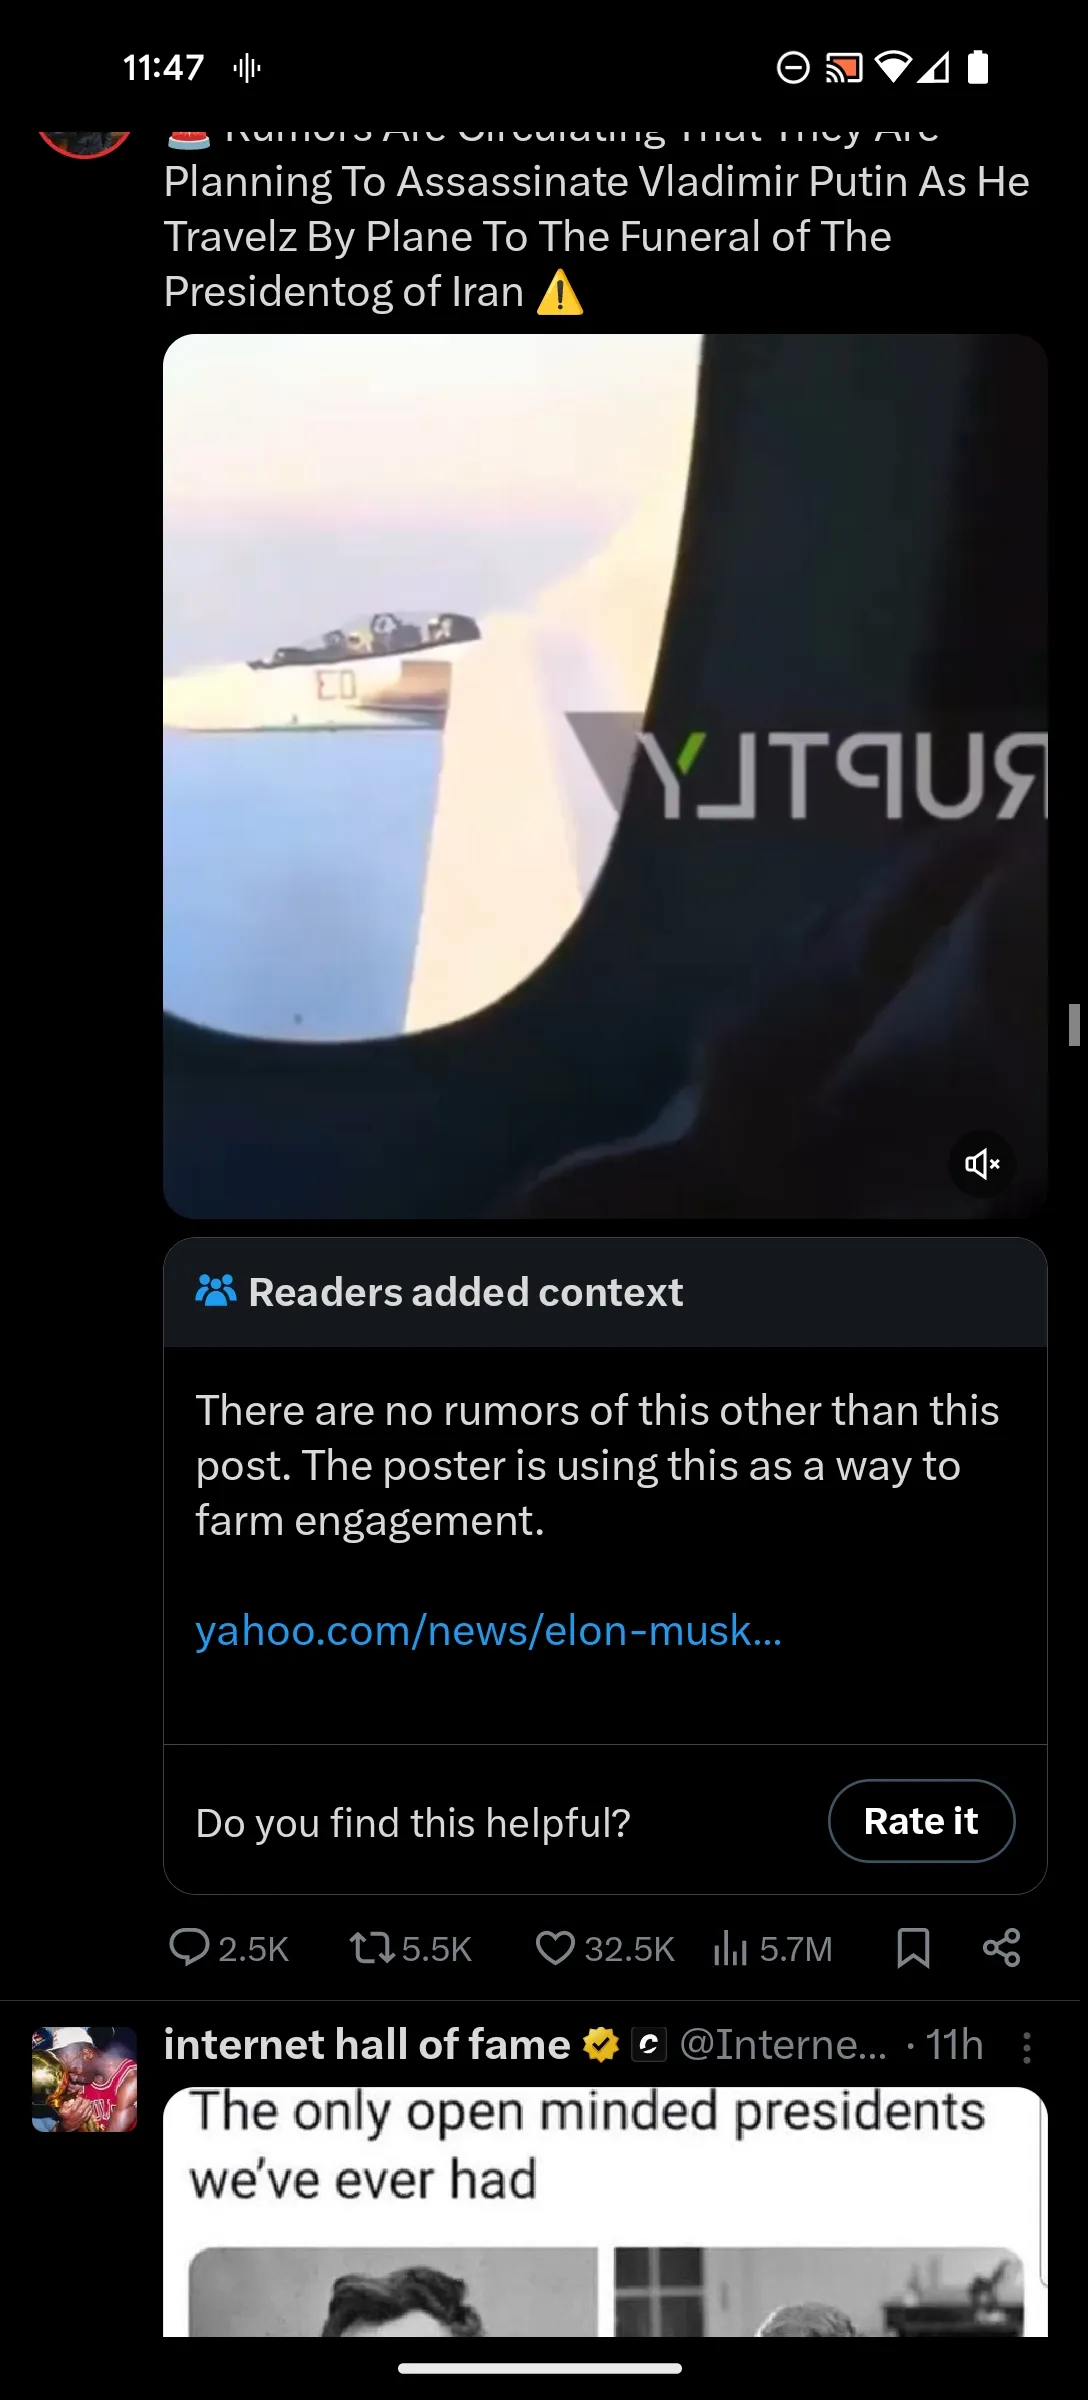 11:47
Rumors Are Circulating That They Are
Planning To Assassinate Vladimir Putin As He
Travelz By Plane To The Funeral of The
Presidentog of Iran ⚠️
RUPTLY
Readers added context
There are no rumors of this other than this
post. The poster is using this as a way to
farm engagement.
yahoo.com/news/elon-musk...
Do you find this helpful?
Rate it
2.5K 5.5K 32.5K 5.7M
internet hall of fame @Interne... · 11h
The only open minded presidents
we've ever had